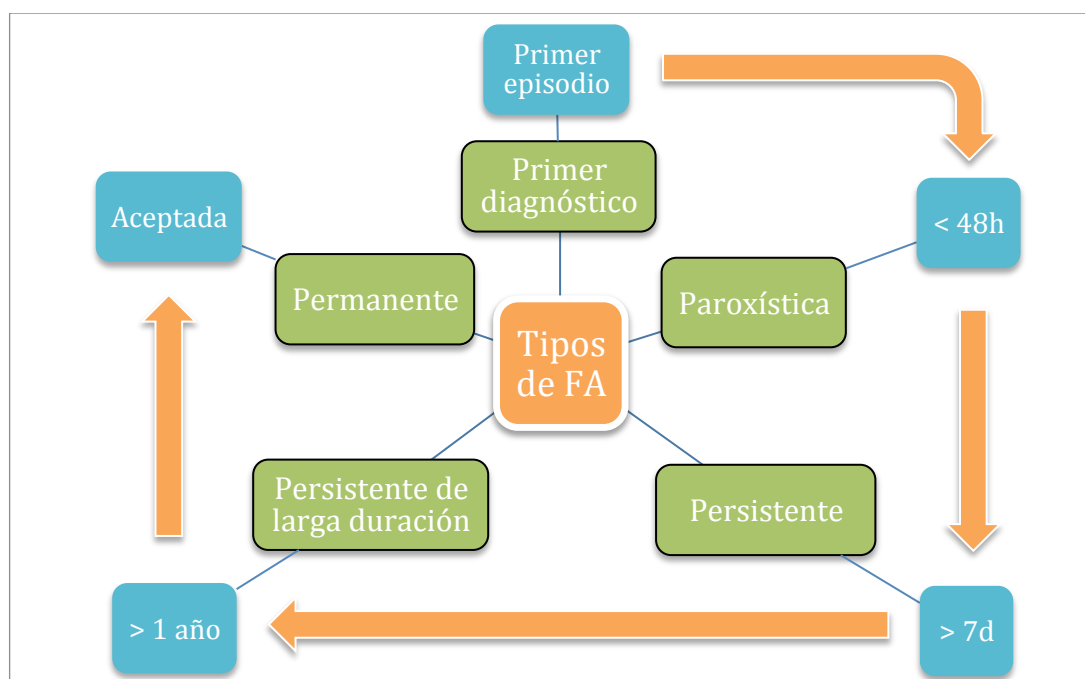 Primer
episodio
Primer
diagnóstico
Aceptada
< 48h
Permanente
Paroxística
Tipos
de FA
Persistente de
larga duración
Persistente
> 1 año
> 7d